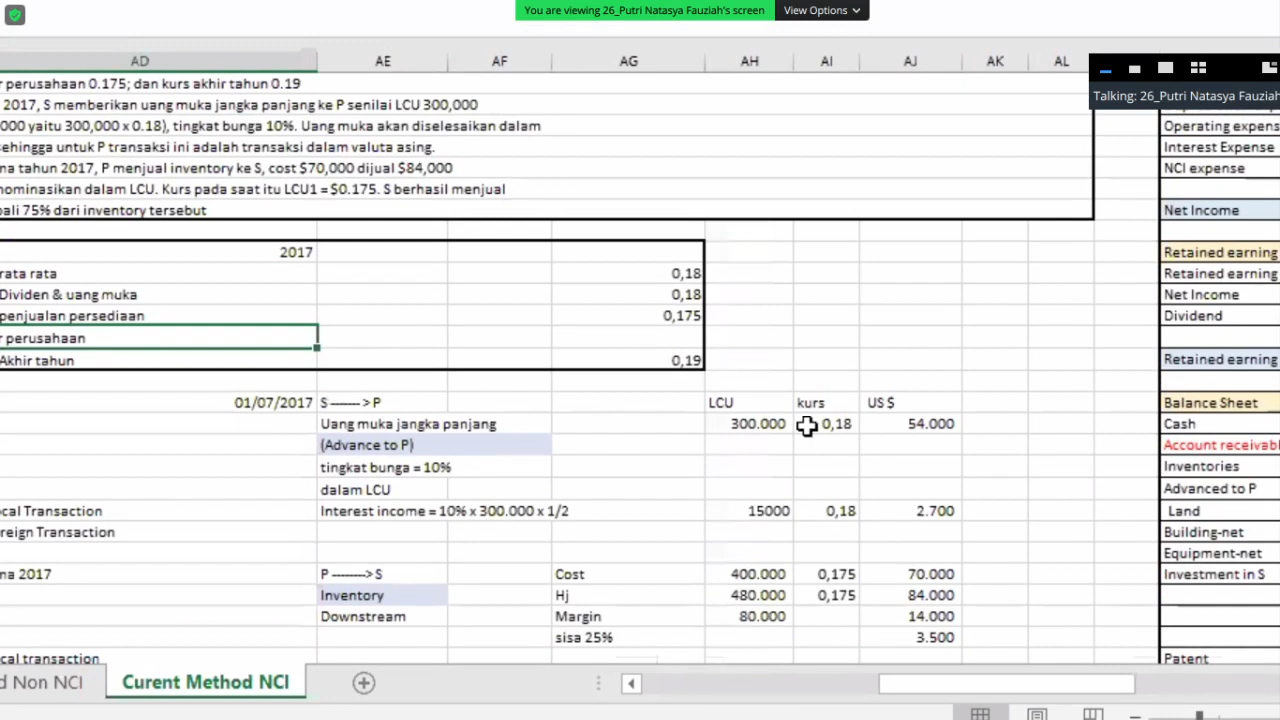 You are viewing 26_Putri Natasya Fauziah's screen View Options
AD AE AF AG AH AI AJ AK AL
Talking: 26_Putri Natasya Fauziah
r perusahaan 0.175; dan kurs akhir tahun 0.19
2017, S memberikan uang muka jangka panjang ke P senilai LCU 300,000
000 yaitu 300,000 x 0.18), tingkat bunga 10%. Uang muka akan diselesaikan dalam Operating expens
sehingga untuk P transaksi ini adalah transaksi dalam valuta asing. Interest Expense
ma tahun 2017, P menjual inventory ke S, cost $70,000 dijual $84,000 NCI expense
nominasikan dalam LCU. Kurs pada saat itu LCU1 = $0.175. S berhasil menjual
bali 75% dari inventory tersebut Net Income
2017 Retained earning
rata rata 0,18 Retained earning
Dividen & uang muka 0,18 Net Income
penjualan persediaan 0,175 Dividend
r perusahaan
Akhir tahun 0,19 Retained earning
01/07/2017 S ------- > P LCU kurs US $ Balance Sheet
Uang muka jangka panjang 300.000 0,18 54.000 Cash
(Advance to P) Account receivabl
tingkat bunga = 10% Inventories
dalam LCU Advanced to P
ocal Transaction Interest income = 10% x 300.000 x 1/2 15000 0,18 2.700 Land
reign Transaction Building-net
Equipment-net
ma 2017 P --------> S Cost 400.000 0,175 70.000 Investment in S
Inventory Hj 480.000 0,175 84.000
Downstream Margin 80.000 14.000
sisa 25% 3.500
cal transaction Patent
d Non NCI Curent Method NCI